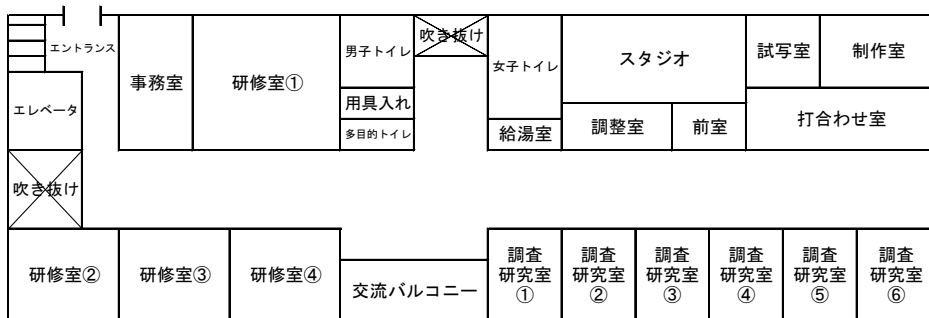 エントランス
エレベータ
吹き抜け
事務室
研修室①
男子トイレ
用具入れ
多目的トイレ
吹き抜け
女子トイレ
給湯室
スタジオ
調整室
前室
試写室
制作室
打合わせ室
研修室②
研修室③
研修室④
交流バルコニー
調査
研究室
①
調査
研究室
②
調査
研究室
③
調査
研究室
④
調査
研究室
⑤
調査
研究室
⑥